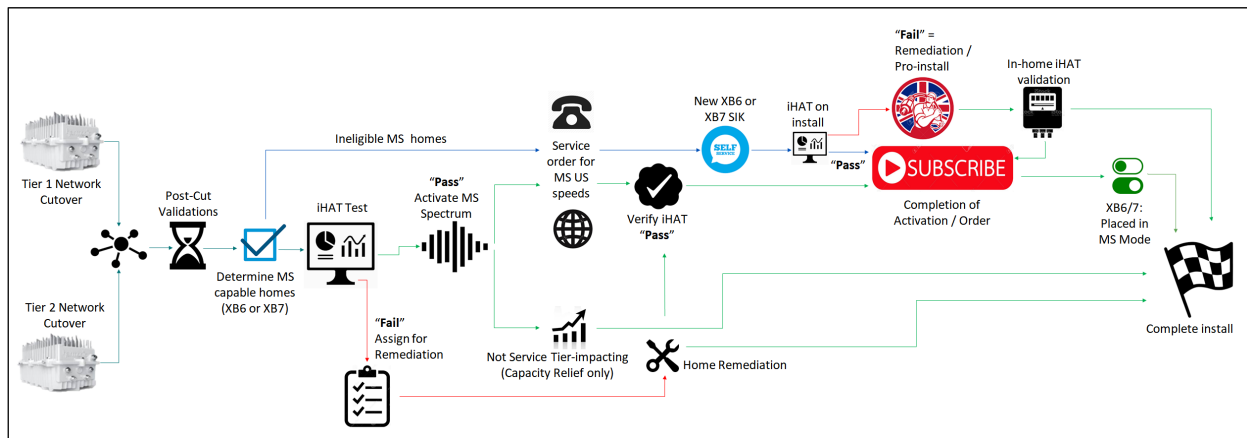 Tier 1 Network
Cutover
Tier 2 Network
Cutover
Post-Cut
Validations
Determine MS
capable homes
(XB6 or XB7)
iHAT Test
Ineligible MS homes
"Pass"
Activate MS
Spectrum
"Fail"
Assign for
Remediation
Service
order for
MS US
speeds
Not Service Tier-impacting
(Capacity Relief only)
Verify iHAT
"Pass"
Home Remediation
New XB6 or
XB7 SIK
SELF
SERVICE
iHAT on
install
"Pass"
"Fail" =
Remediation /
Pro-install
In-home iHAT
validation
SUBSCRIBE
Completion of
Activation / Order
XB6/7:
Placed in
MS Mode
Complete install